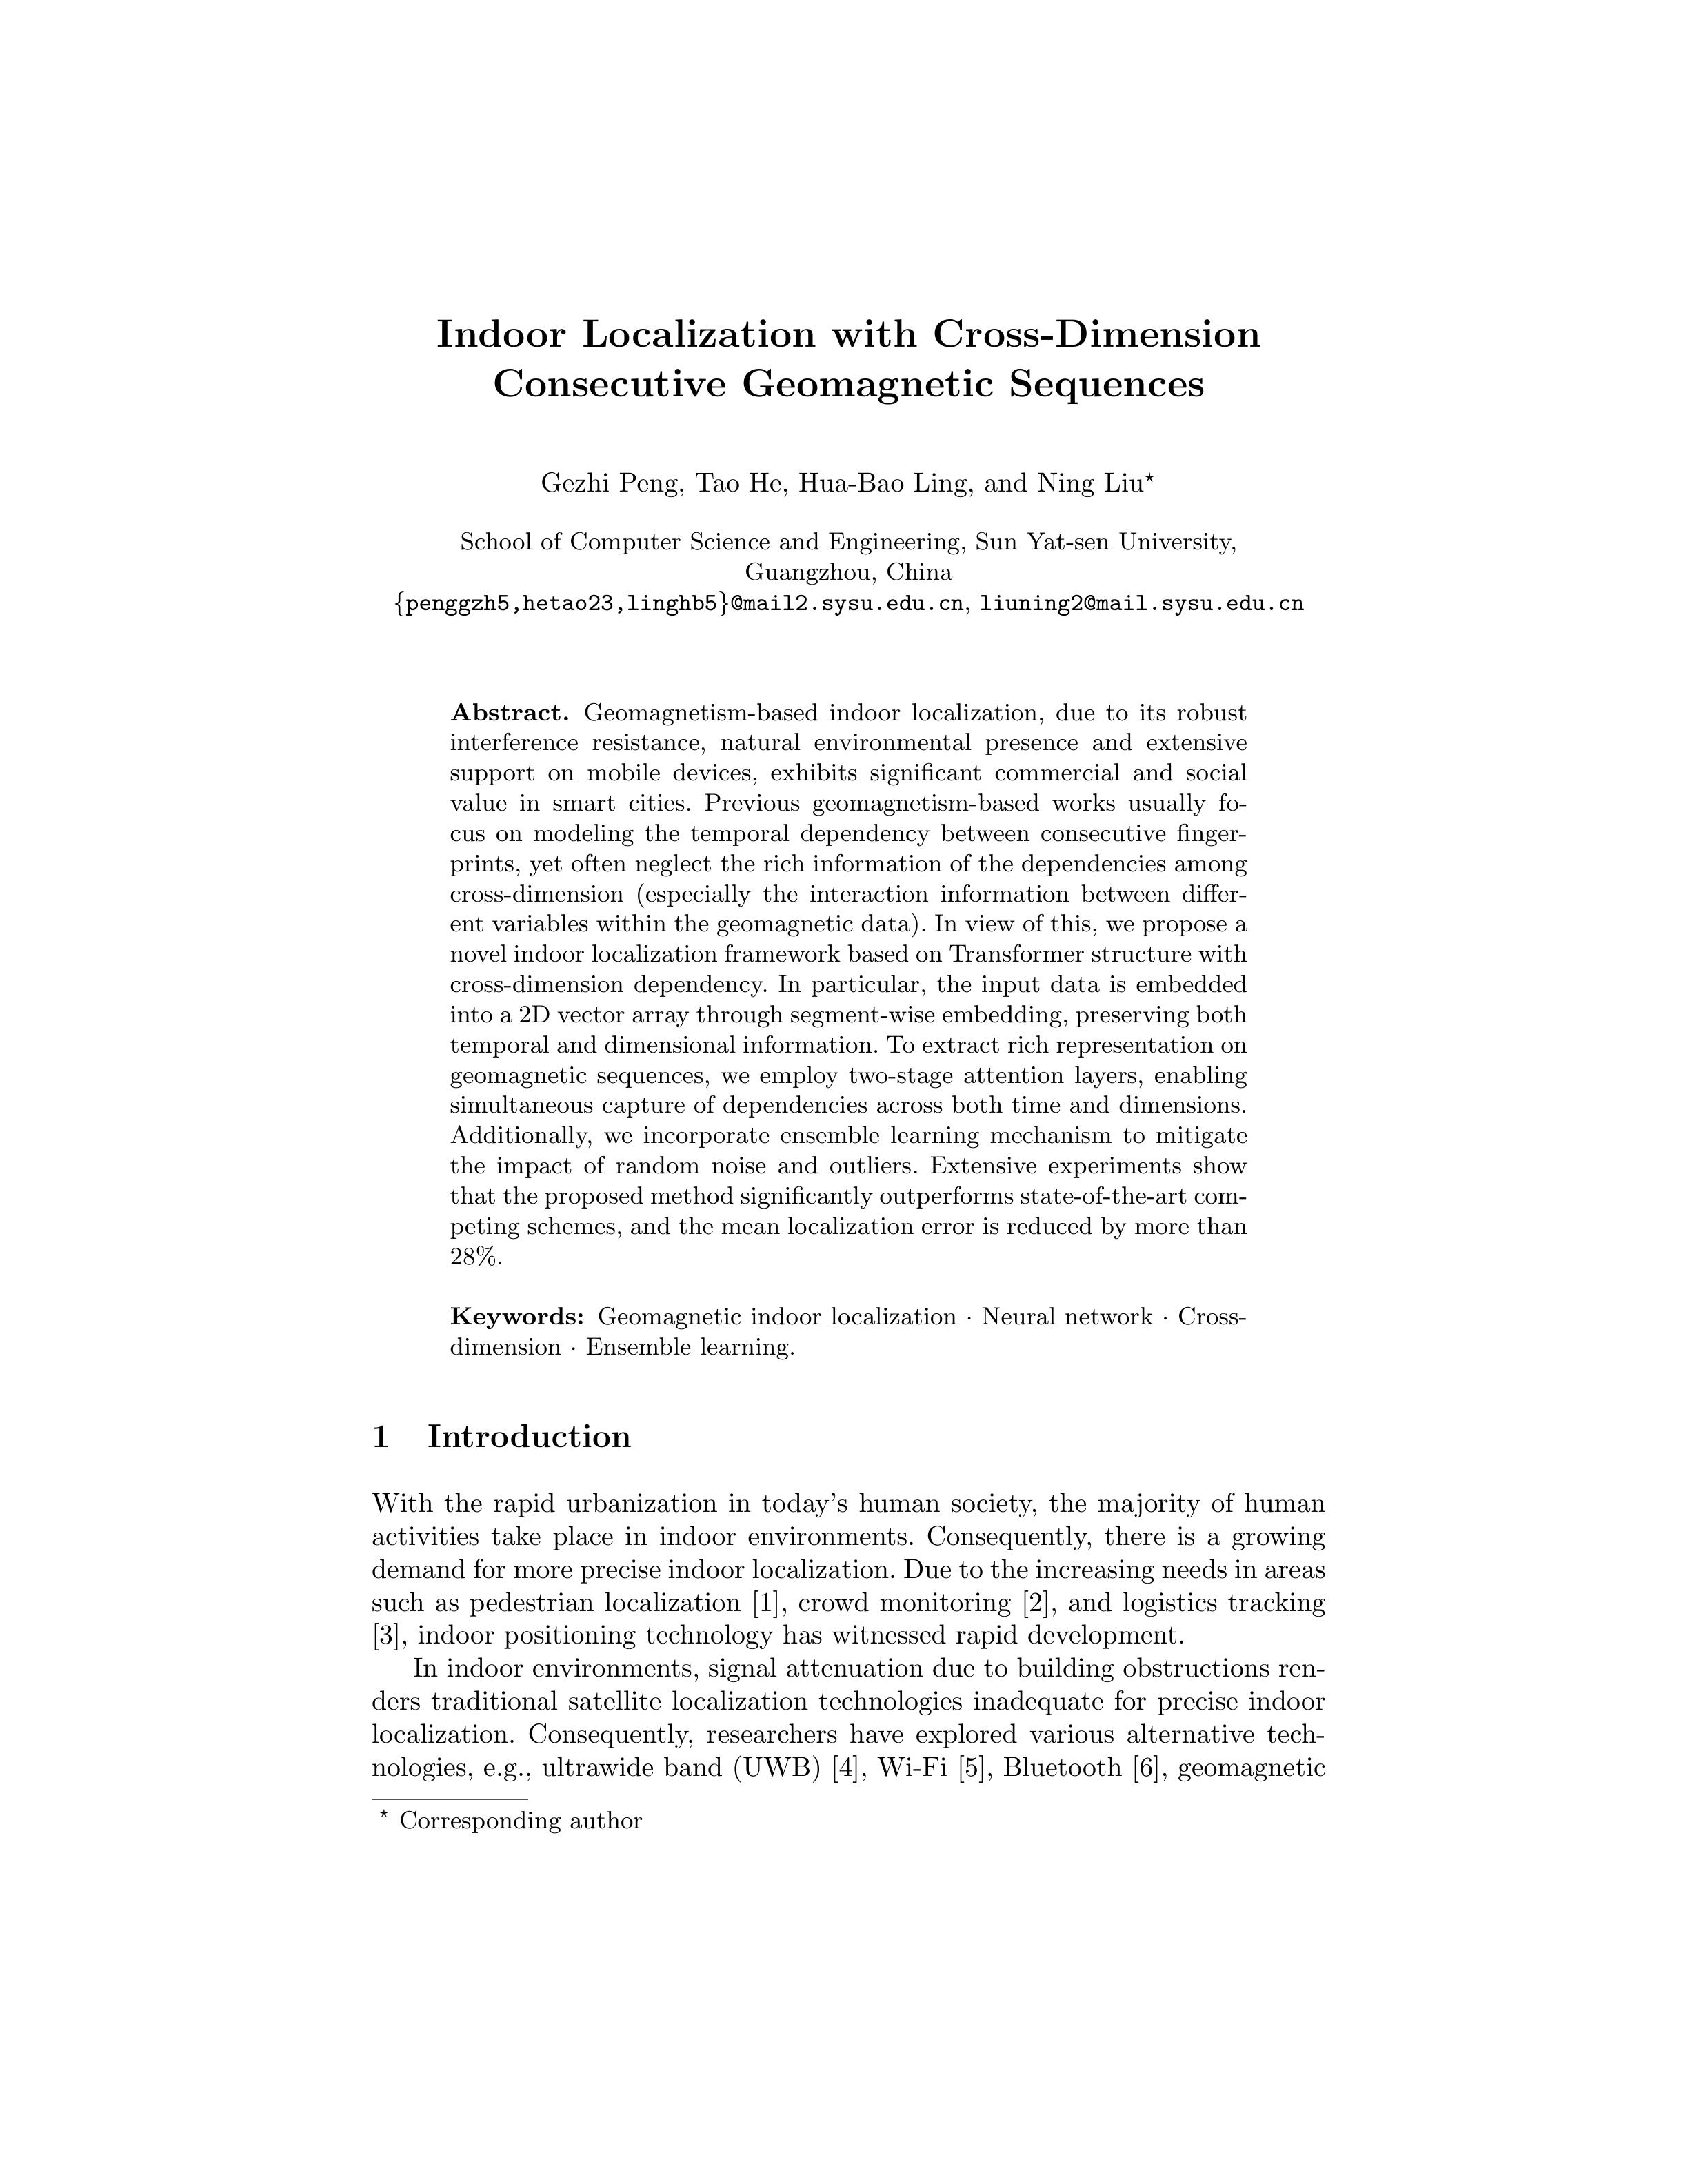 Indoor Localization with Cross-Dimension
Consecutive Geomagnetic Sequences
Gezhi Peng, Tao He, Hua-Bao Ling, and Ning Liu⋆
School of Computer Science and Engineering, Sun Yat-sen University,
Guangzhou, China
{penggzh5,hetao23,linghb5}@mail2.sysu.edu.cn, liuning2@mail.sysu.edu.cn
Abstract. Geomagnetism-based indoor localization, due to its robust
interference resistance, natural environmental presence and extensive
support on mobile devices, exhibits significant commercial and social
value in smart cities. Previous geomagnetism-based works usually fo-
cus on modeling the temporal dependency between consecutive finger-
prints, yet often neglect the rich information of the dependencies among
cross-dimension (especially the interaction information between differ-
ent variables within the geomagnetic data). In view of this, we propose a
novel indoor localization framework based on Transformer structure with
cross-dimension dependency. In particular, the input data is embedded
into a 2D vector array through segment-wise embedding, preserving both
temporal and dimensional information. To extract rich representation on
geomagnetic sequences, we employ two-stage attention layers, enabling
simultaneous capture of dependencies across both time and dimensions.
Additionally, we incorporate ensemble learning mechanism to mitigate
the impact of random noise and outliers. Extensive experiments show
that the proposed method significantly outperforms state-of-the-art com-
peting schemes, and the mean localization error is reduced by more than
28%.
Keywords: Geomagnetic indoor localization · Neural network · Cross-
dimension · Ensemble learning.
1 Introduction
With the rapid urbanization in today's human society, the majority of human
activities take place in indoor environments. Consequently, there is a growing
demand for more precise indoor localization. Due to the increasing needs in areas
such as pedestrian localization [1], crowd monitoring [2], and logistics tracking
[3], indoor positioning technology has witnessed rapid development.
In indoor environments, signal attenuation due to building obstructions ren-
ders traditional satellite localization technologies inadequate for precise indoor
localization. Consequently, researchers have explored various alternative tech-
nologies, e.g., ultrawide band (UWB) [4], Wi-Fi [5], Bluetooth [6], geomagnetic
⋆ Corresponding author